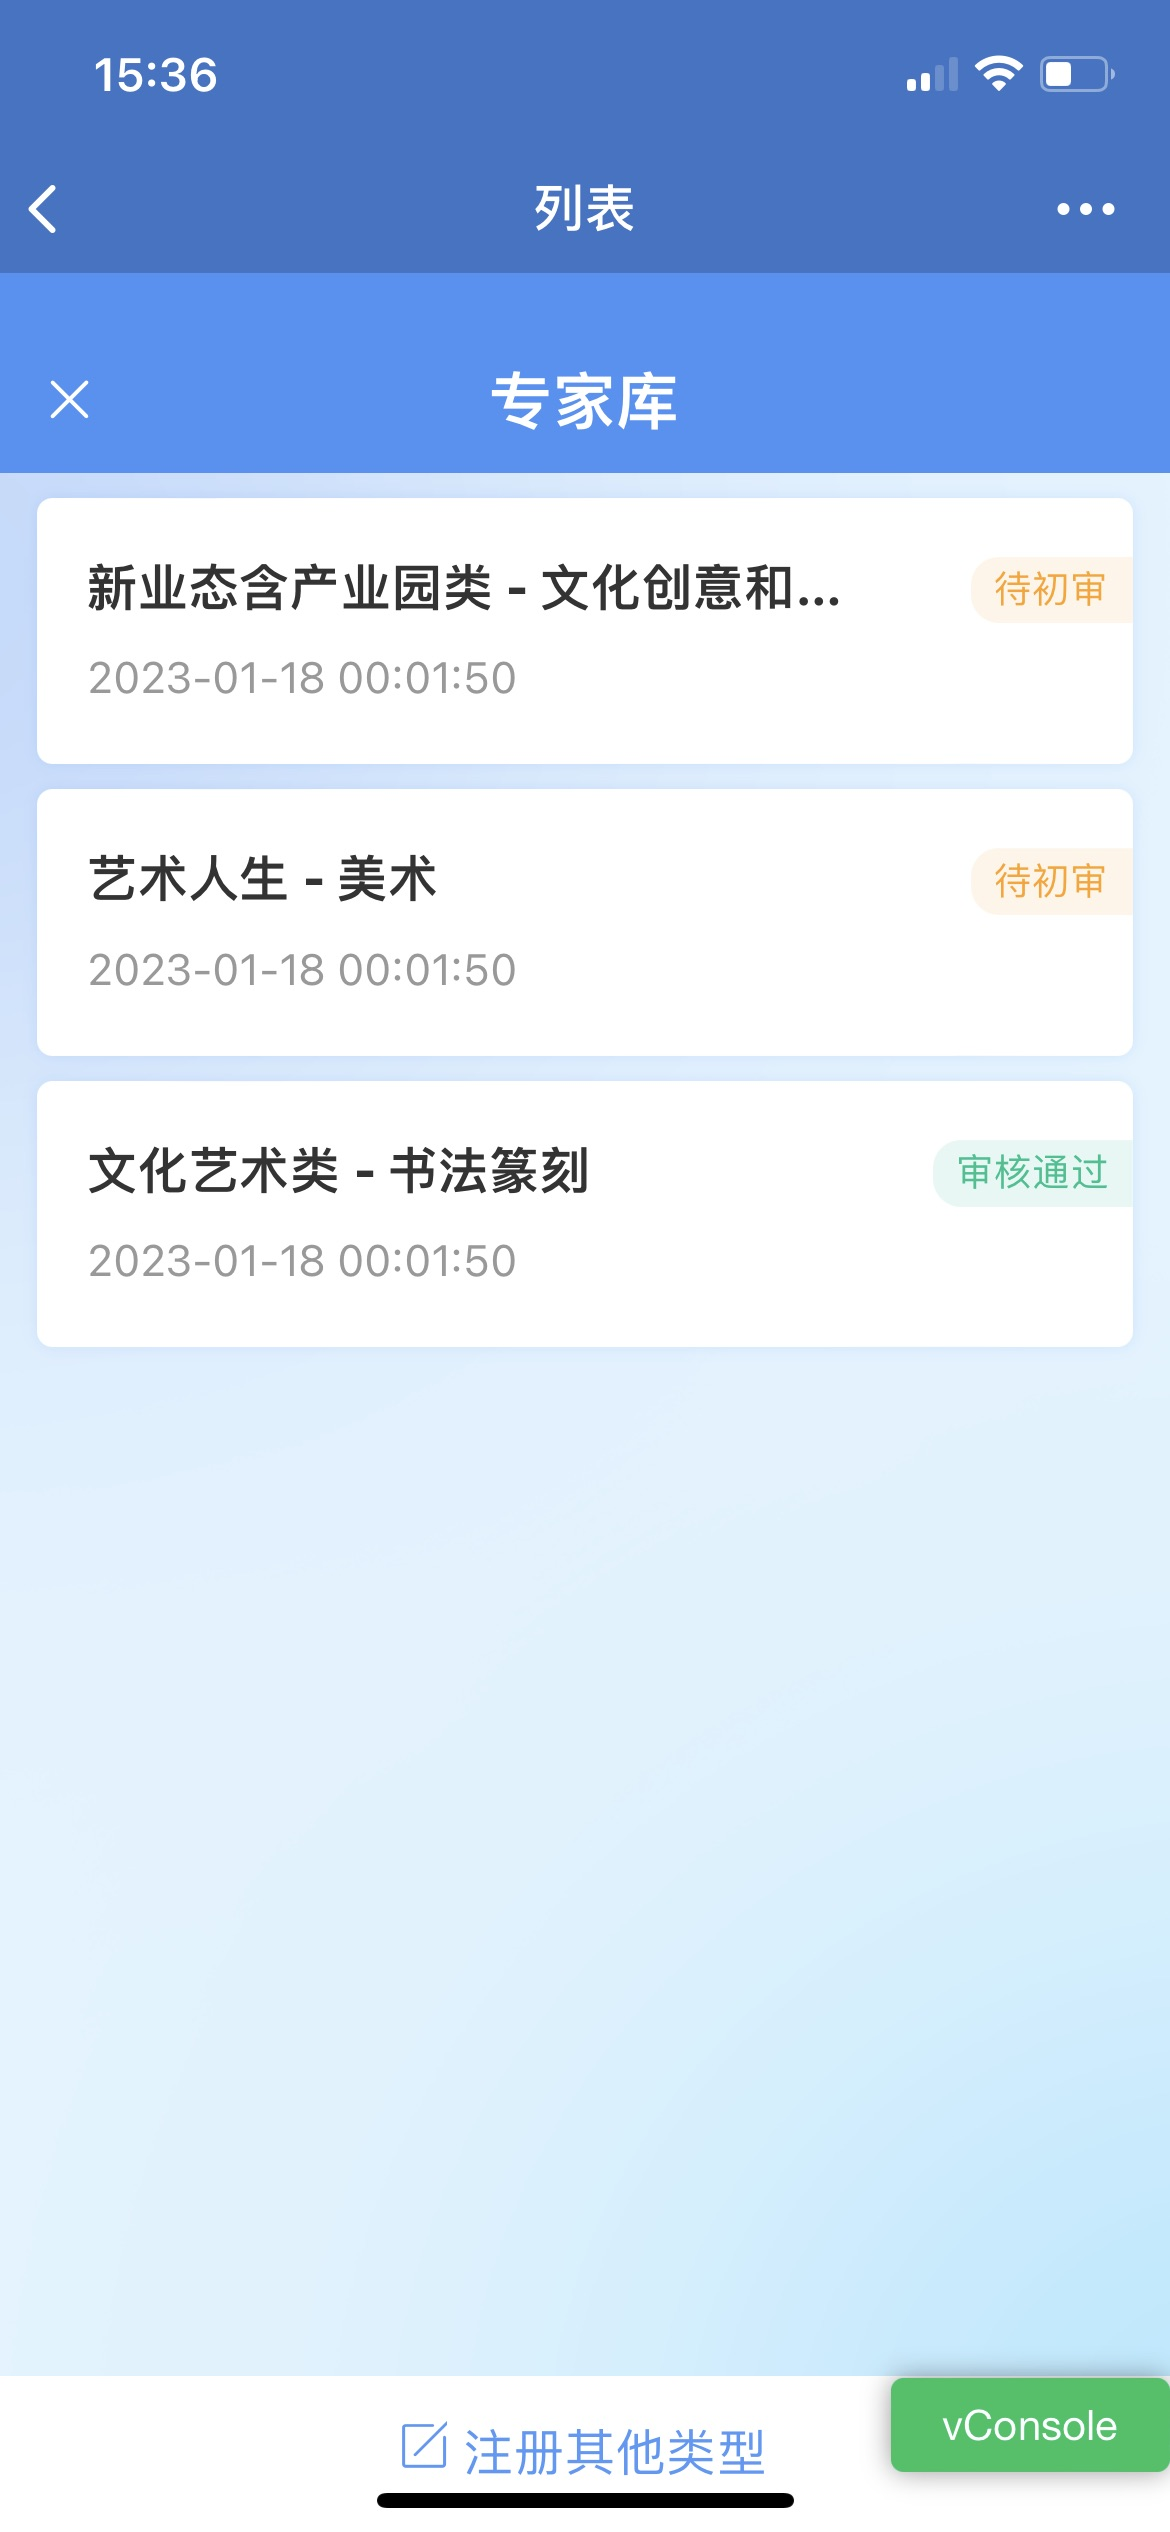 15:36
列表
专家库
新业态含产业园类 - 文化创意和...
待初审
2023-01-18 00:01:50
艺术人生 - 美术
待初审
2023-01-18 00:01:50
文化艺术类 - 书法篆刻
审核通过
2023-01-18 00:01:50
注册其他类型
vConsole